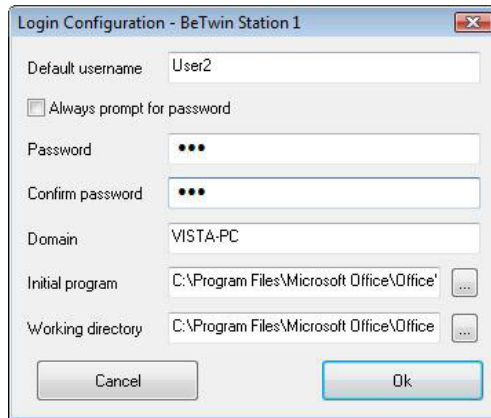 Login Configuration - BeTwin Station 1
Default username User2
Always prompt for password
Password •••
Confirm password •••
Domain VISTA-PC
Initial program C:\Program Files\Microsoft Office\Office' ...
Working directory C:\Program Files\Microsoft Office\Office ...
Cancel Ok